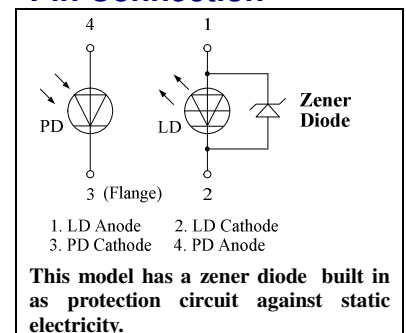 Pin Connection
4 1
PD LD Zener
Diode
3 (Flange) 2
1. LD Anode 2. LD Cathode
3. PD Cathode 4. PD Anode
This model has a zener diode built in
as protection circuit against static
electricity.